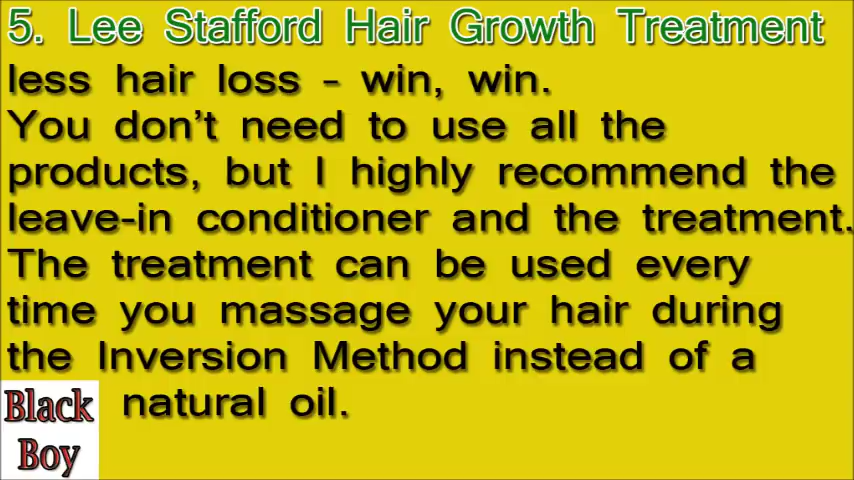 5. Lee Stafford Hair Growth Treatment
less hair loss - win, win.
You don't need to use all the
products, but I highly recommend the
leave-in conditioner and the treatment.
The treatment can be used every
time you massage your hair during
the Inversion Method instead of a
natural oil.
Black
Boy